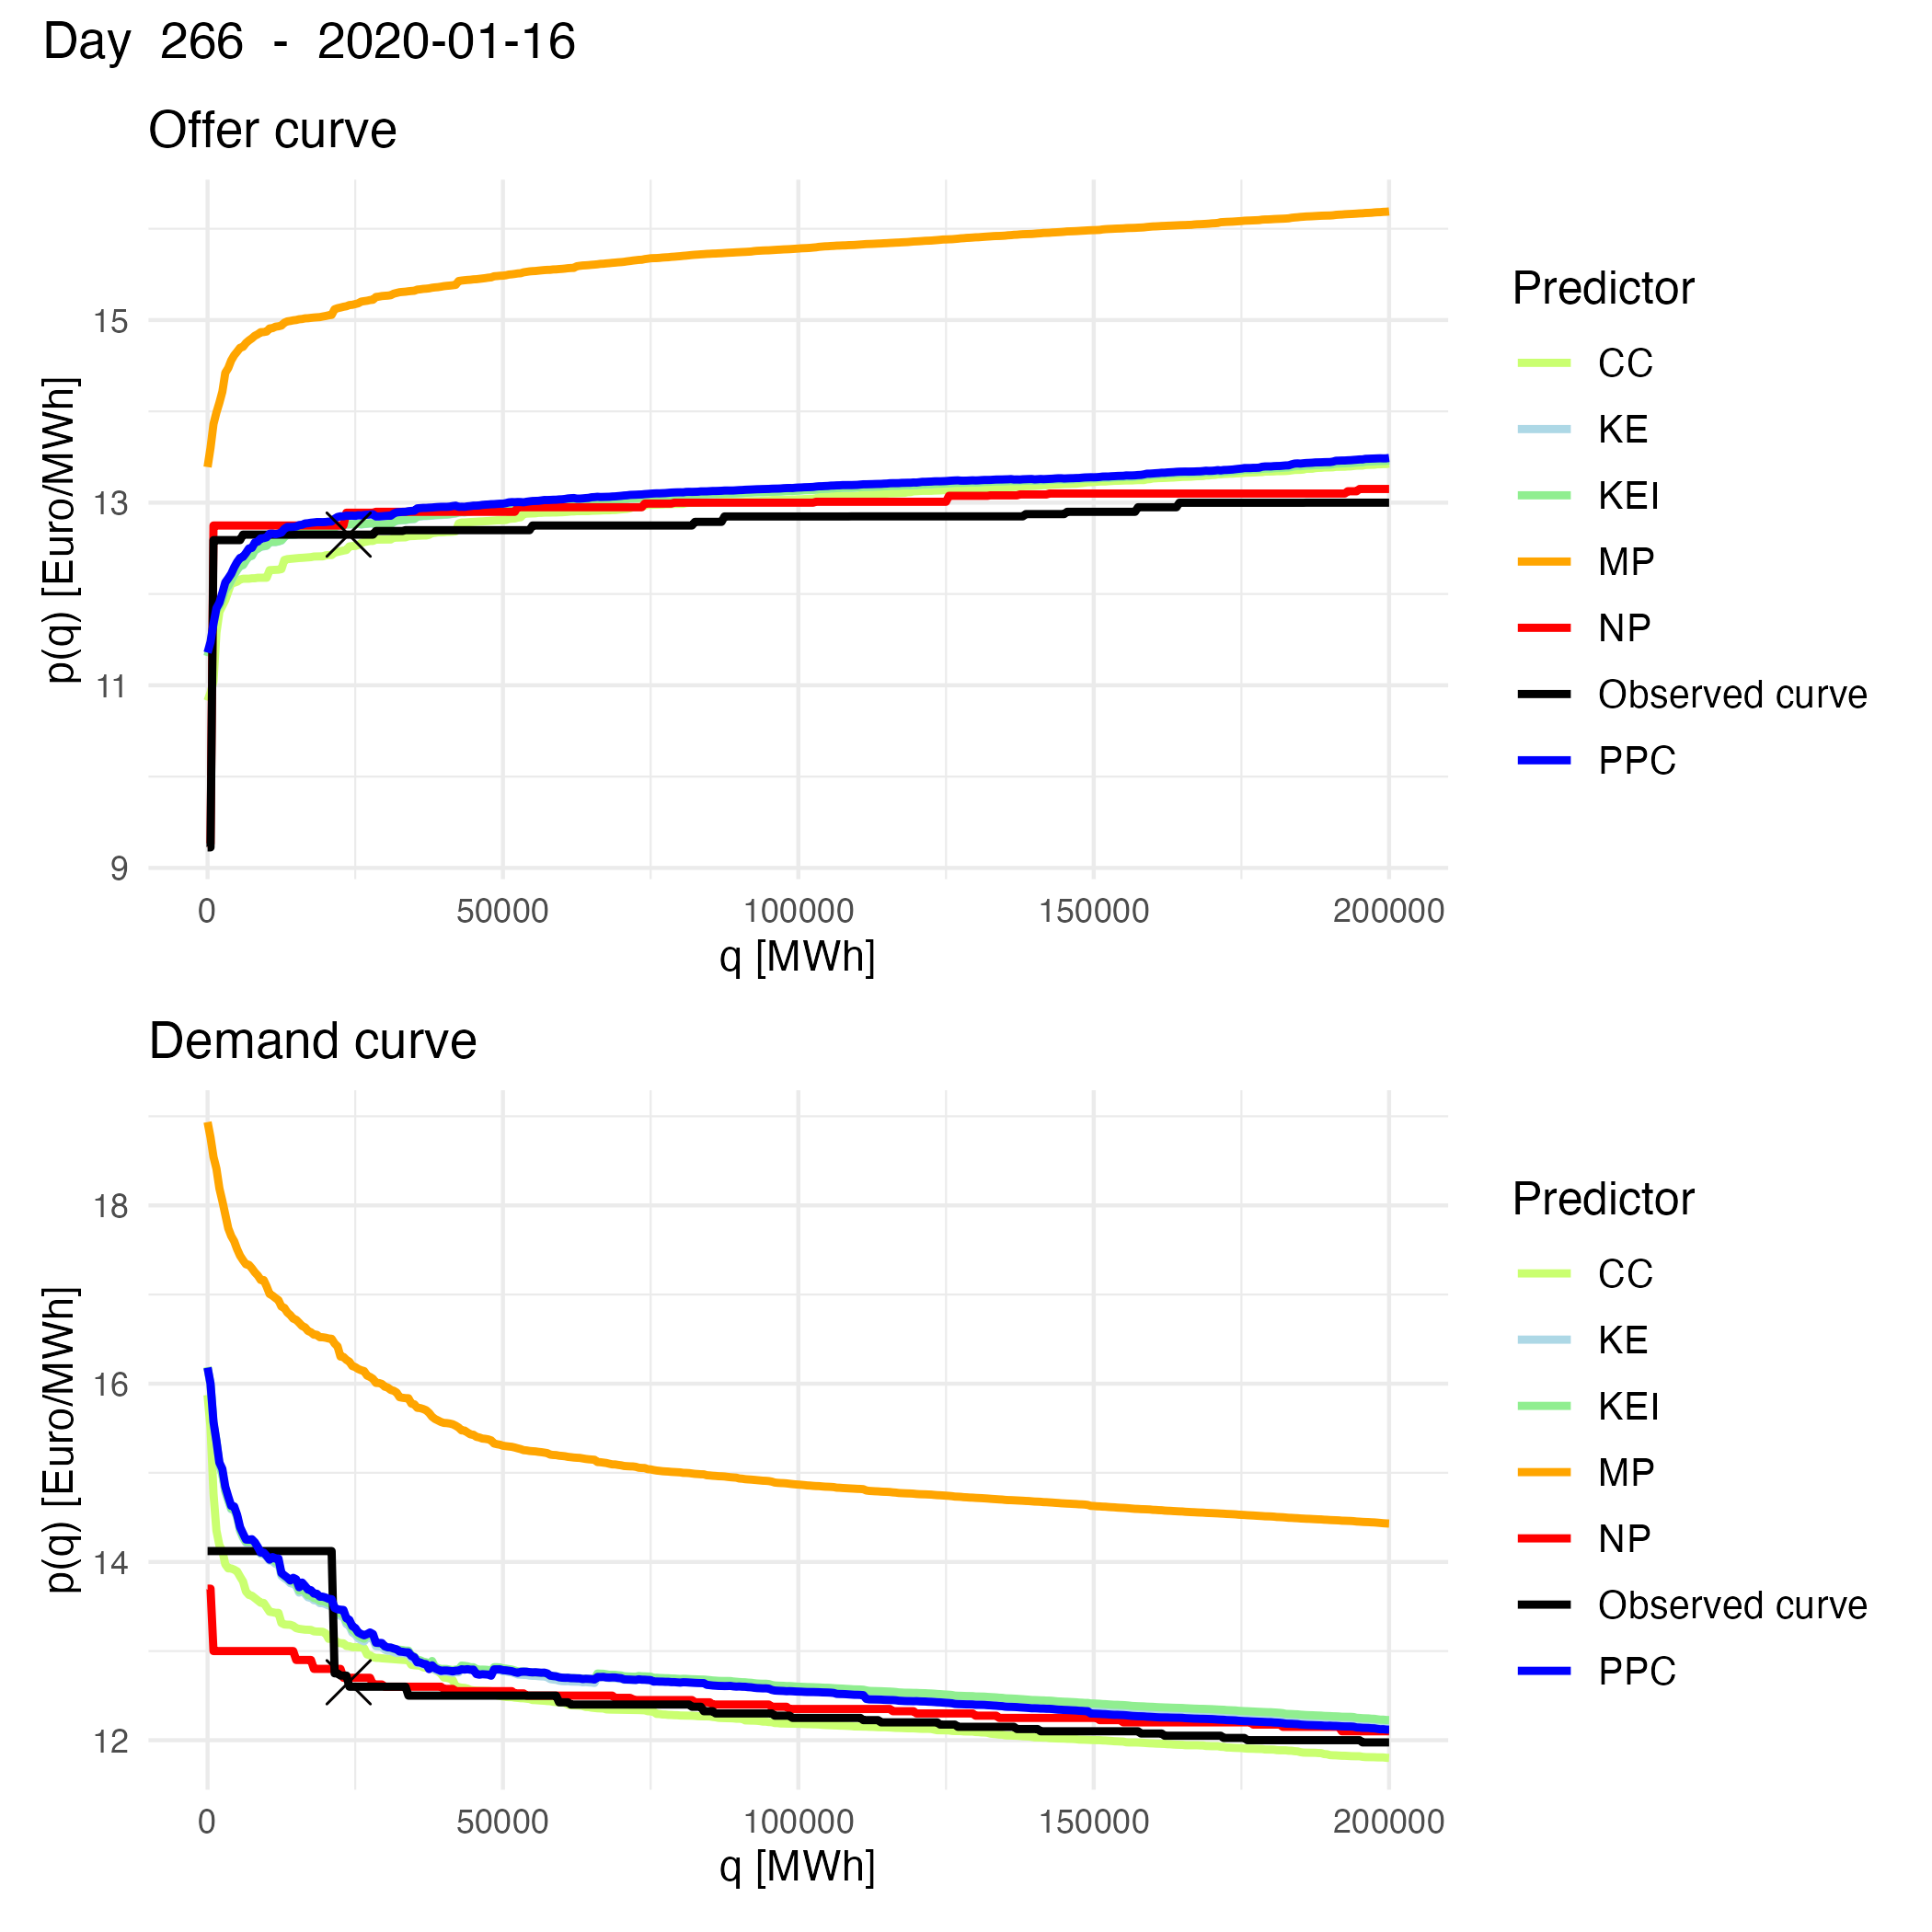 Day 266 - 2020-01-16
Offer curve
p(q) [Euro/MWh]
15
13
11
9
0 50000 100000 150000 200000
q [MWh]
Predictor
CC
KE
KEI
MP
NP
Observed curve
PPC
Demand curve
p(q) [Euro/MWh]
18
16
14
12
0 50000 100000 150000 200000
q [MWh]
Predictor
CC
KE
KEI
MP
NP
Observed curve
PPC